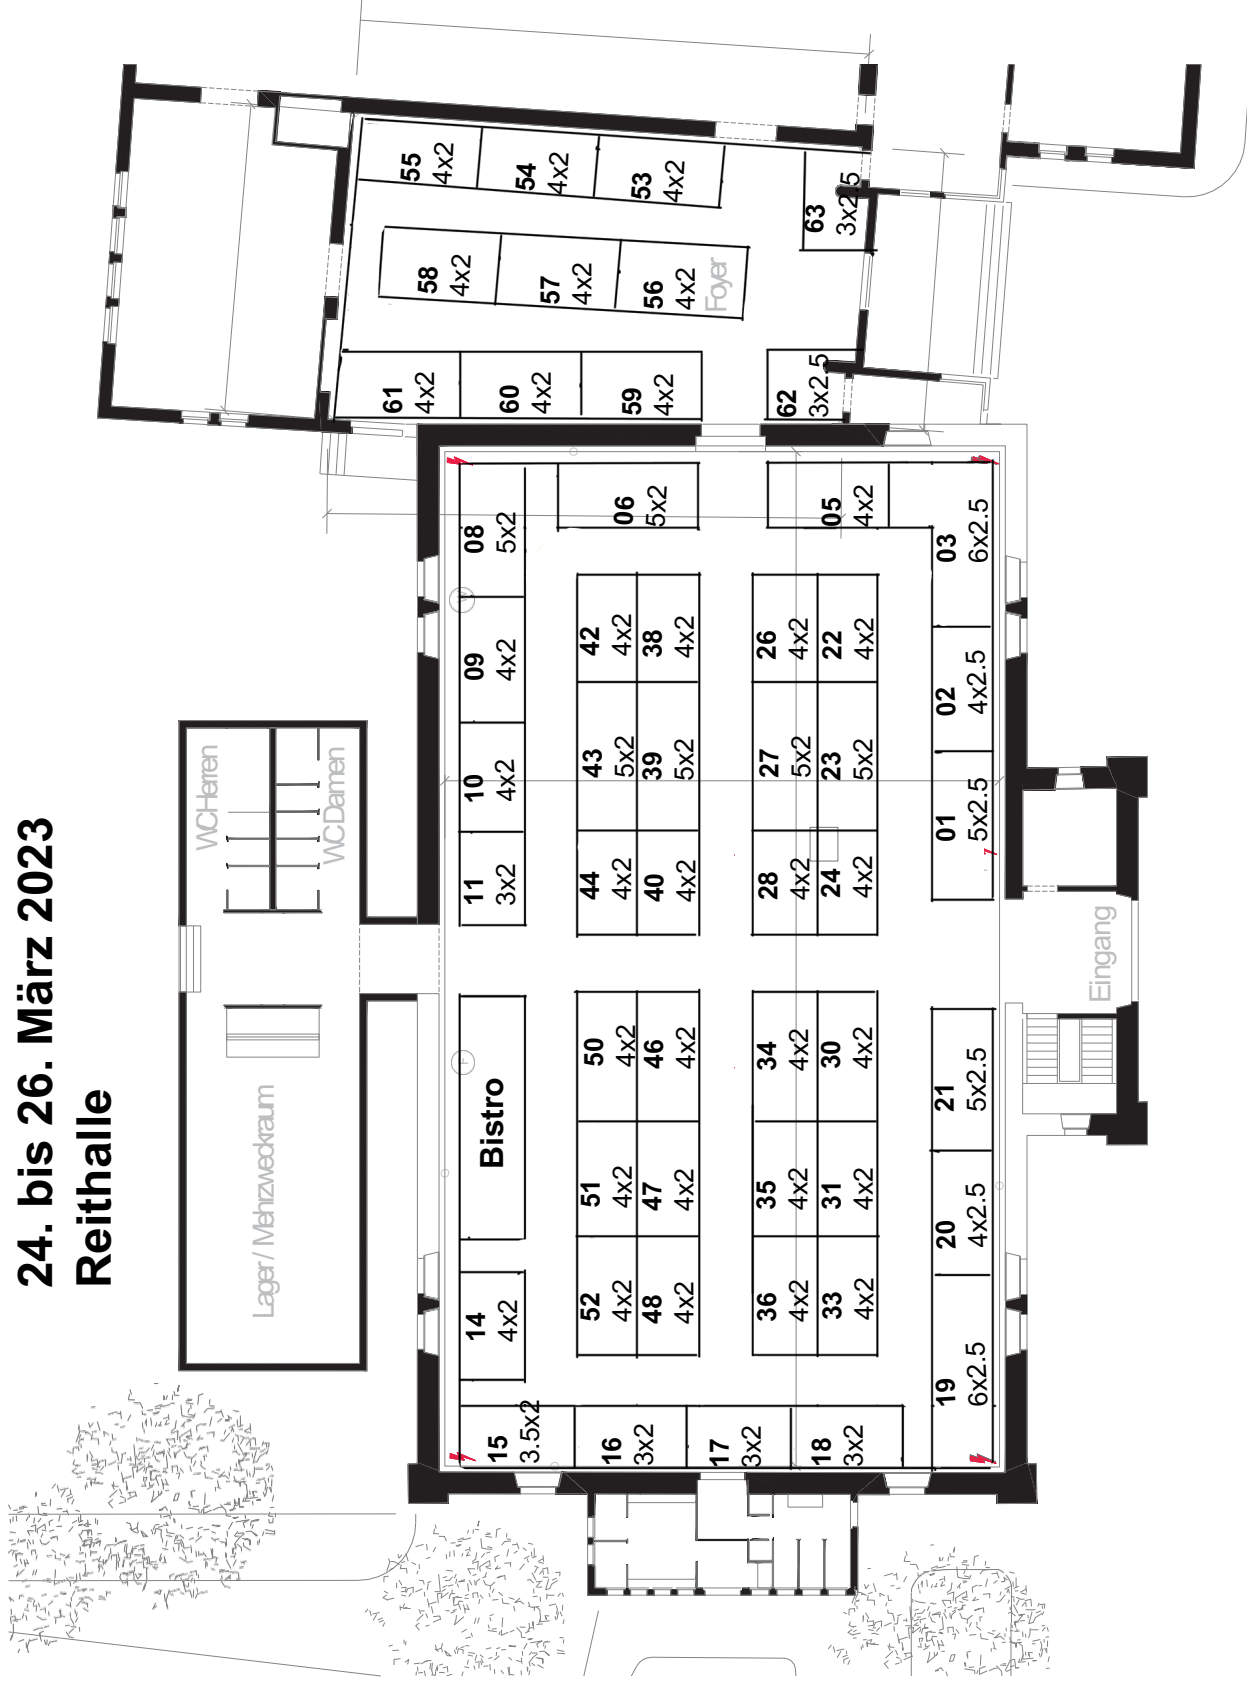 24. bis 26. März 2023
Reithalle
WC Herren
WC Damen
Lager / Mehrzweckraum
55
4x2
54
4x2
53
4x2
63
3x2.5
58
4x2
57
4x2
56
4x2
Foyer
61
4x2
60
4x2
59
4x2
62
3x2.5
08
5x2
06
5x2
05
4x2
03
6x2.5
09
4x2
42
4x2
38
4x2
26
4x2
22
4x2
02
4x2.5
10
4x2
43
5x2
39
5x2
27
5x2
23
5x2
01
5x2.5
11
3x2
44
4x2
40
4x2
28
4x2
24
4x2
Eingang
Bistro
50
4x2
46
4x2
34
4x2
30
4x2
21
5x2.5
51
4x2
47
4x2
35
4x2
31
4x2
20
4x2.5
14
4x2
52
4x2
48
4x2
36
4x2
33
4x2
19
6x2.5
15
3.5x2
16
3x2
17
3x2
18
3x2